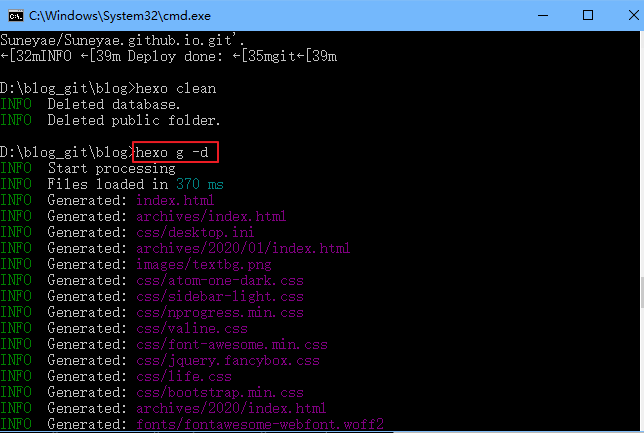 C:\Windows\System32\cmd.exe
Suneyae/Suneyae.github.io.git'.
←[32mINFO ←[39m Deploy done: ←[35mgit←[39m
D:\blog_git\blog>hexo clean
INFO  Deleted database.
INFO  Deleted public folder.
D:\blog_git\blog>hexo g -d
INFO  Start processing
INFO  Files loaded in 370 ms
INFO  Generated: index.html
INFO  Generated: archives/index.html
INFO  Generated: css/desktop.ini
INFO  Generated: archives/2020/01/index.html
INFO  Generated: images/textbg.png
INFO  Generated: css/atom-one-dark.css
INFO  Generated: css/sidebar-light.css
INFO  Generated: css/nprogress.min.css
INFO  Generated: css/valine.css
INFO  Generated: css/font-awesome.min.css
INFO  Generated: css/jquery.fancybox.css
INFO  Generated: css/life.css
INFO  Generated: css/bootstrap.min.css
INFO  Generated: archives/2020/index.html
INFO  Generated: fonts/fontawesome-webfont.woff2